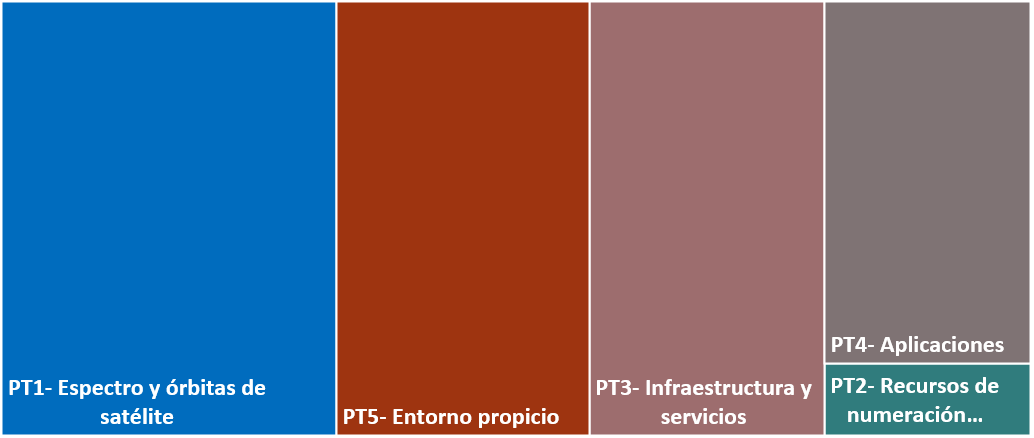 PT1- Espectro y órbitas de
satélite
PT5- Entorno propicio
PT3- Infraestructura y
servicios
PT4- Aplicaciones
PT2- Recursos de
numeración…